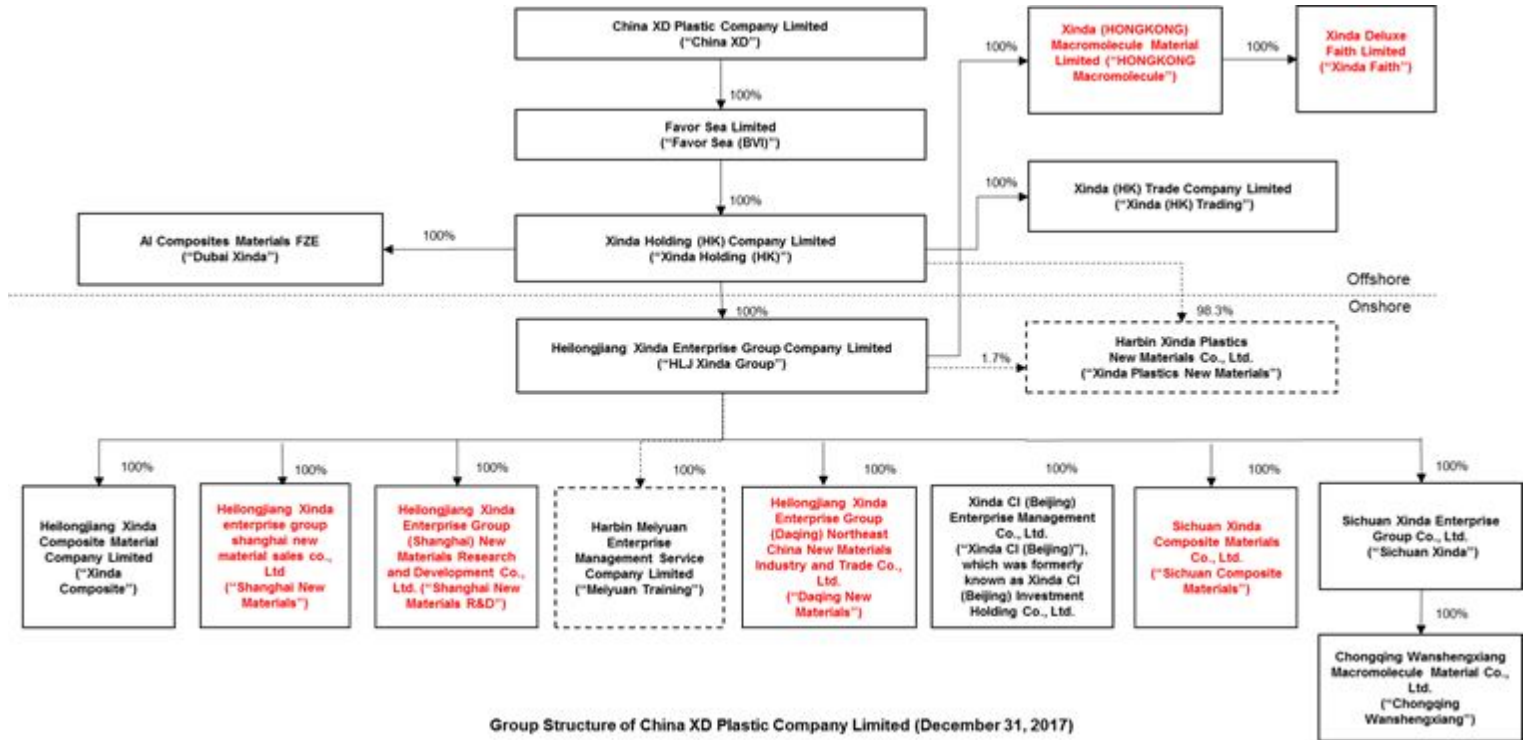 China XD Plastic Company Limited
(“China XD”)
100%
Xinda (HONGKONG)
Macromolecule Material
Limited (“HONGKONG
Macromolecule”)
100%
Xinda Deluxe
Faith Limited
(“Xinda Faith”)
100%
Favor Sea Limited
(“Favor Sea (BVI)”)
100%
100%
Xinda (HK) Trade Company Limited
(“Xinda (HK) Trading”)
AI Composites Materials FZE
(“Dubai Xinda”)
100%
Xinda Holding (HK) Company Limited
(“Xinda Holding (HK)”)
Offshore
Onshore
100%
98.3%
Heilongjiang Xinda Enterprise Group Company Limited
(“HLJ Xinda Group”)
1.7%
Harbin Xinda Plastics
New Materials Co., Ltd.
(“Xinda Plastics New Materials”)
100%
100%
100%
100%
100%
100%
100%
100%
Heilongjiang Xinda
Composite Material
Company Limited
(“Xinda
Composite”)
Heilongjiang Xinda
enterprise group
shanghai new
material sales co.,
Ltd
(“Shanghai New
Materials”)
Heilongjiang Xinda
Enterprise Group
(Shanghai) New
Materials Research
and Development Co.,
Ltd. (“Shanghai New
Materials R&D”)
Harbin Meiyuan
Enterprise
Management Service
Company Limited
(“Meiyuan Training”)
Heilongjiang Xinda
Enterprise Group
(Daqing) Northeast
China New Materials
Industry and Trade Co.,
Ltd.
(“Daqing New
Materials”)
Xinda CI (Beijing)
Enterprise Management
Co., Ltd.
(“Xinda CI (Beijing)”),
which was formerly
known as Xinda CI
(Beijing) Investment
Holding Co., Ltd.
Sichuan Xinda
Composite Materials
Co., Ltd.
(“Sichuan Composite
Materials”)
Sichuan Xinda Enterprise
Group Co., Ltd.
(“Sichuan Xinda”)
100%
Chongqing Wanshengxiang
Macromolecule Material Co.,
Ltd.
(“Chongqing
Wanshengxiang”)
Group Structure of China XD Plastic Company Limited (December 31, 2017)